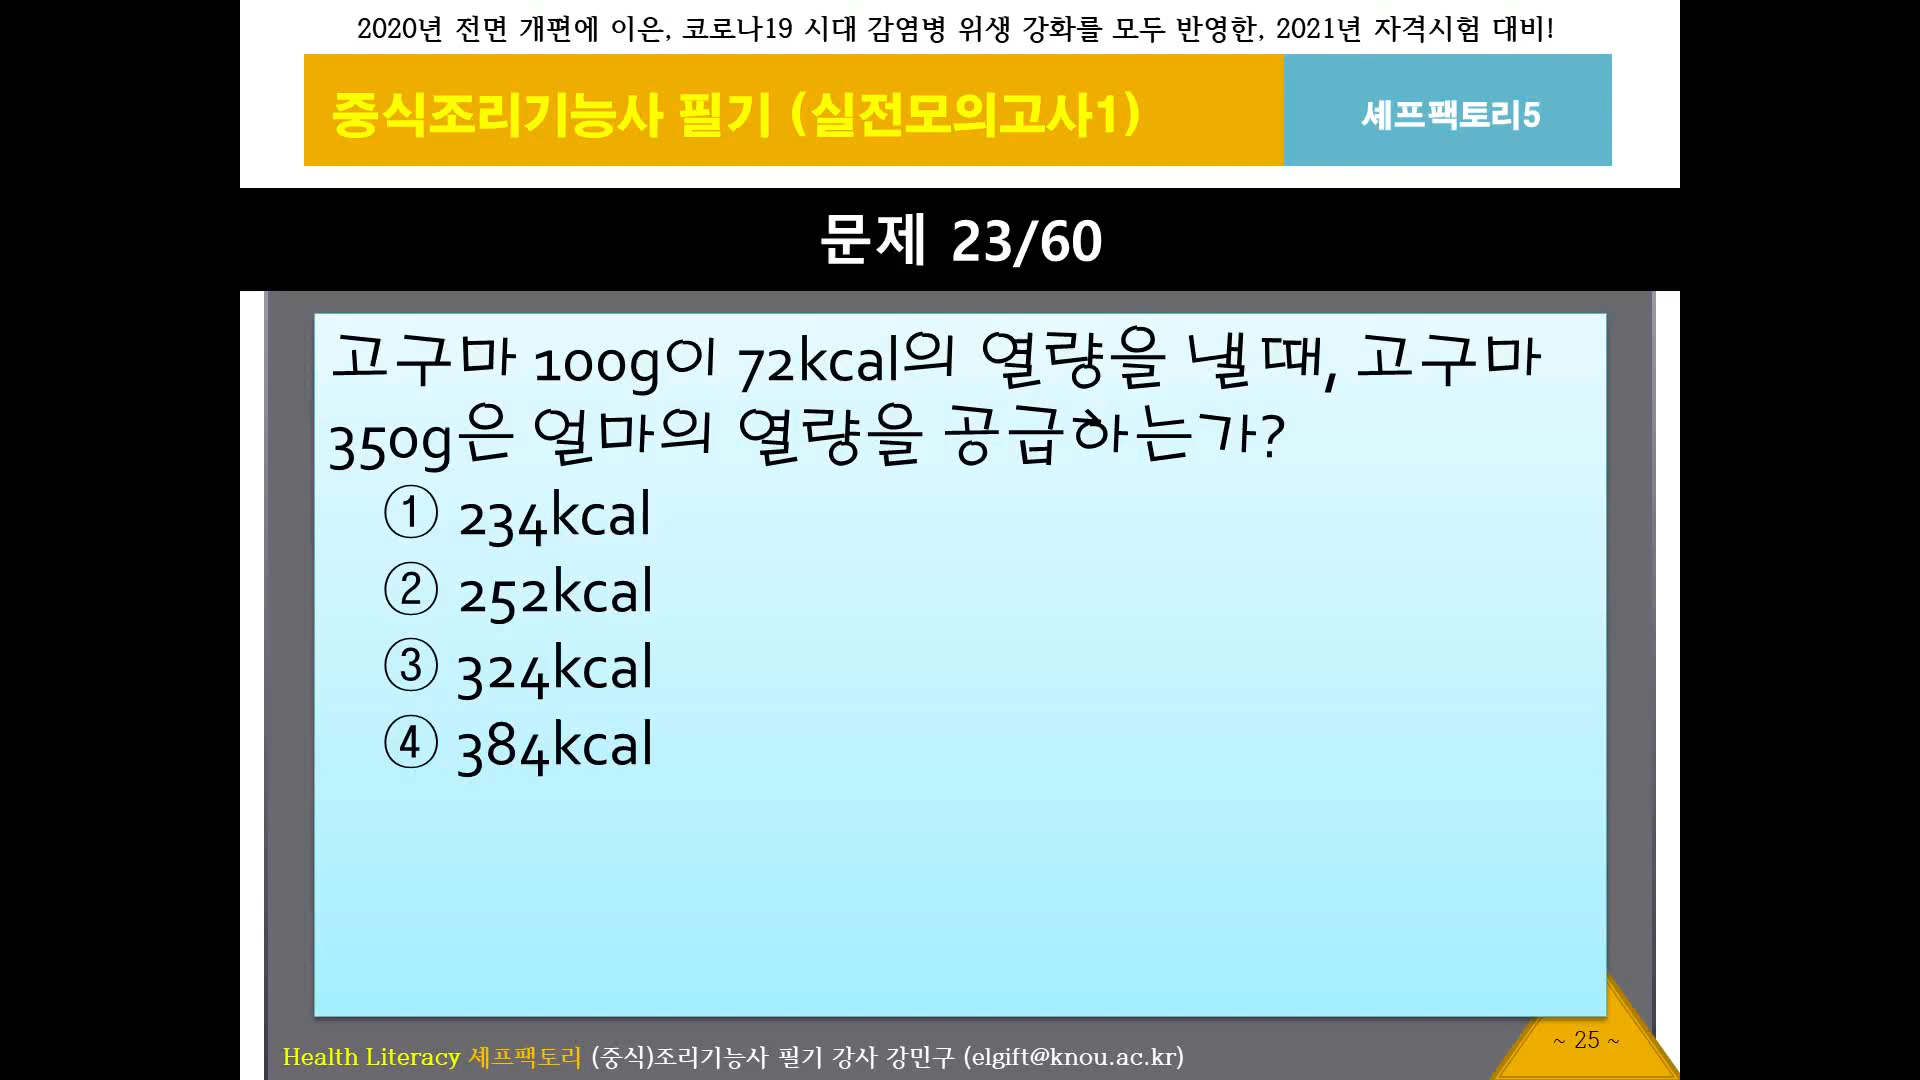 2020년 전면 개편에 이은, 코로나19 시대 감염병 위생 강화를 모두 반영한, 2021년 자격시험 대비!
중식조리기능사 필기 (실전모의고사1)
셰프팩토리5
문제 23/60
고구마 100g이 72kcal의 열량을 낼때, 고구마
350g은 얼마의 열량을 공급하는가?
① 234kcal
② 252kcal
③ 324kcal
④ 384kcal
~ 25 ~
Health Literacy 셰프팩토리 (중식)조리기능사 필기 강사 강민구 (elgift@knou.ac.kr)